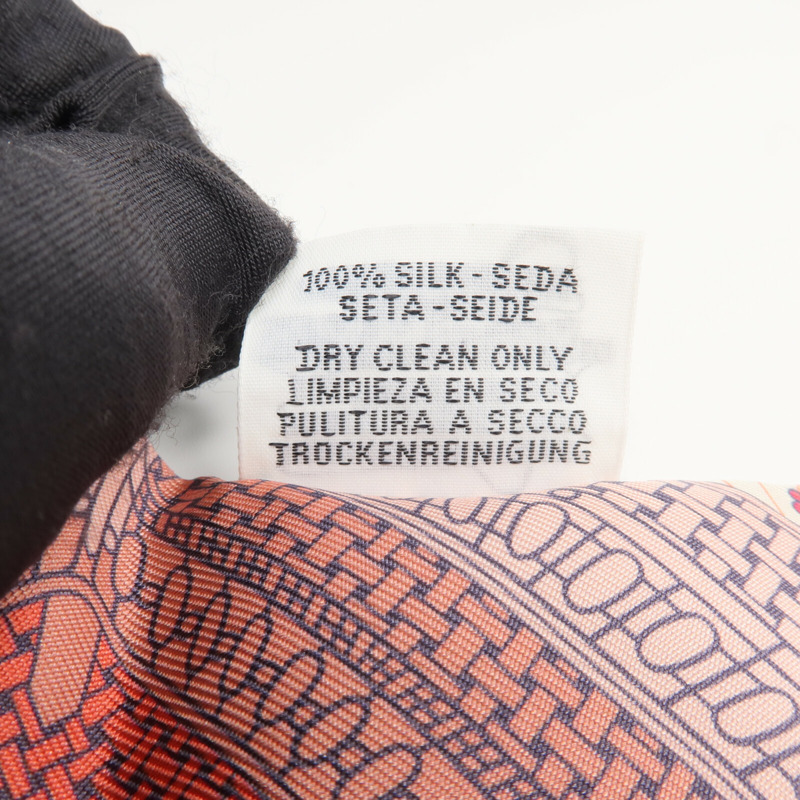 100% SILK - SEDA
SETA - SEIDE
DRY CLEAN ONLY
LIMPIEZA EN SECO
PULITURA A SECCO
TROCKENREINIGUNG